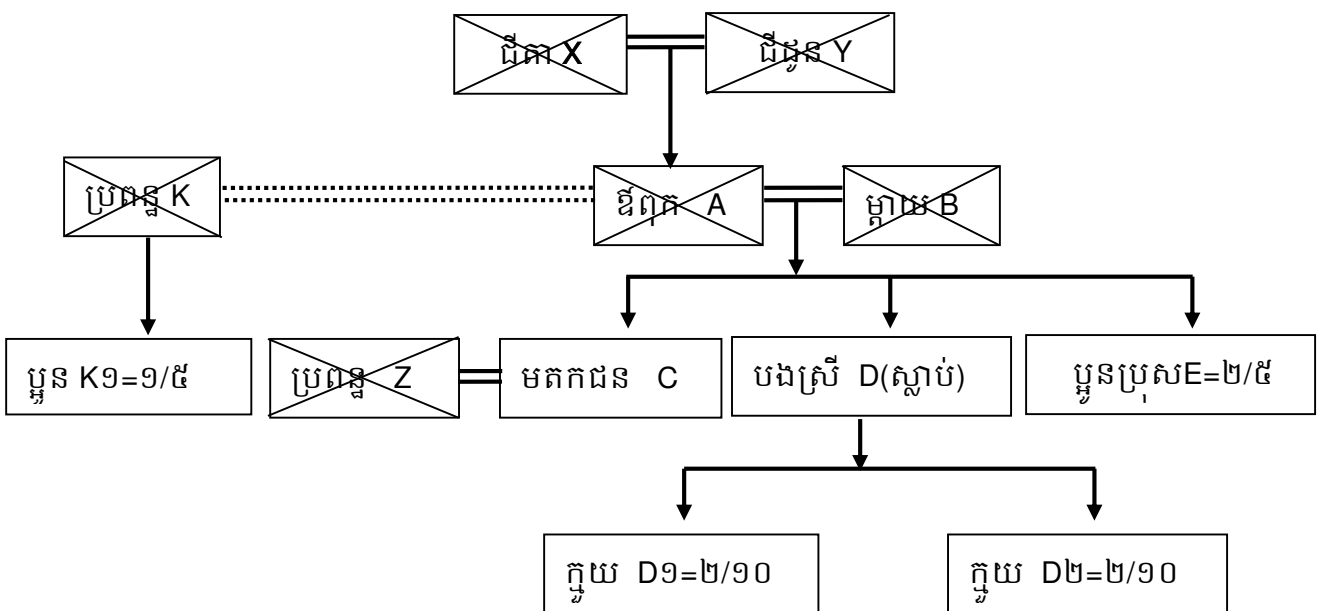 ជីតា X
ជីដូន Y
ប្រពន្ឋ K
ឪពុក A
ម្តាយ B
ប្អូន K១=១/៥
ប្រពន្ឋ Z
មតកជន C
បងស្រី D(ស្លាប់)
ប្អូនប្រុសE=២/៥
ក្មួយ D១=២/១០
ក្មួយ D២=២/១០